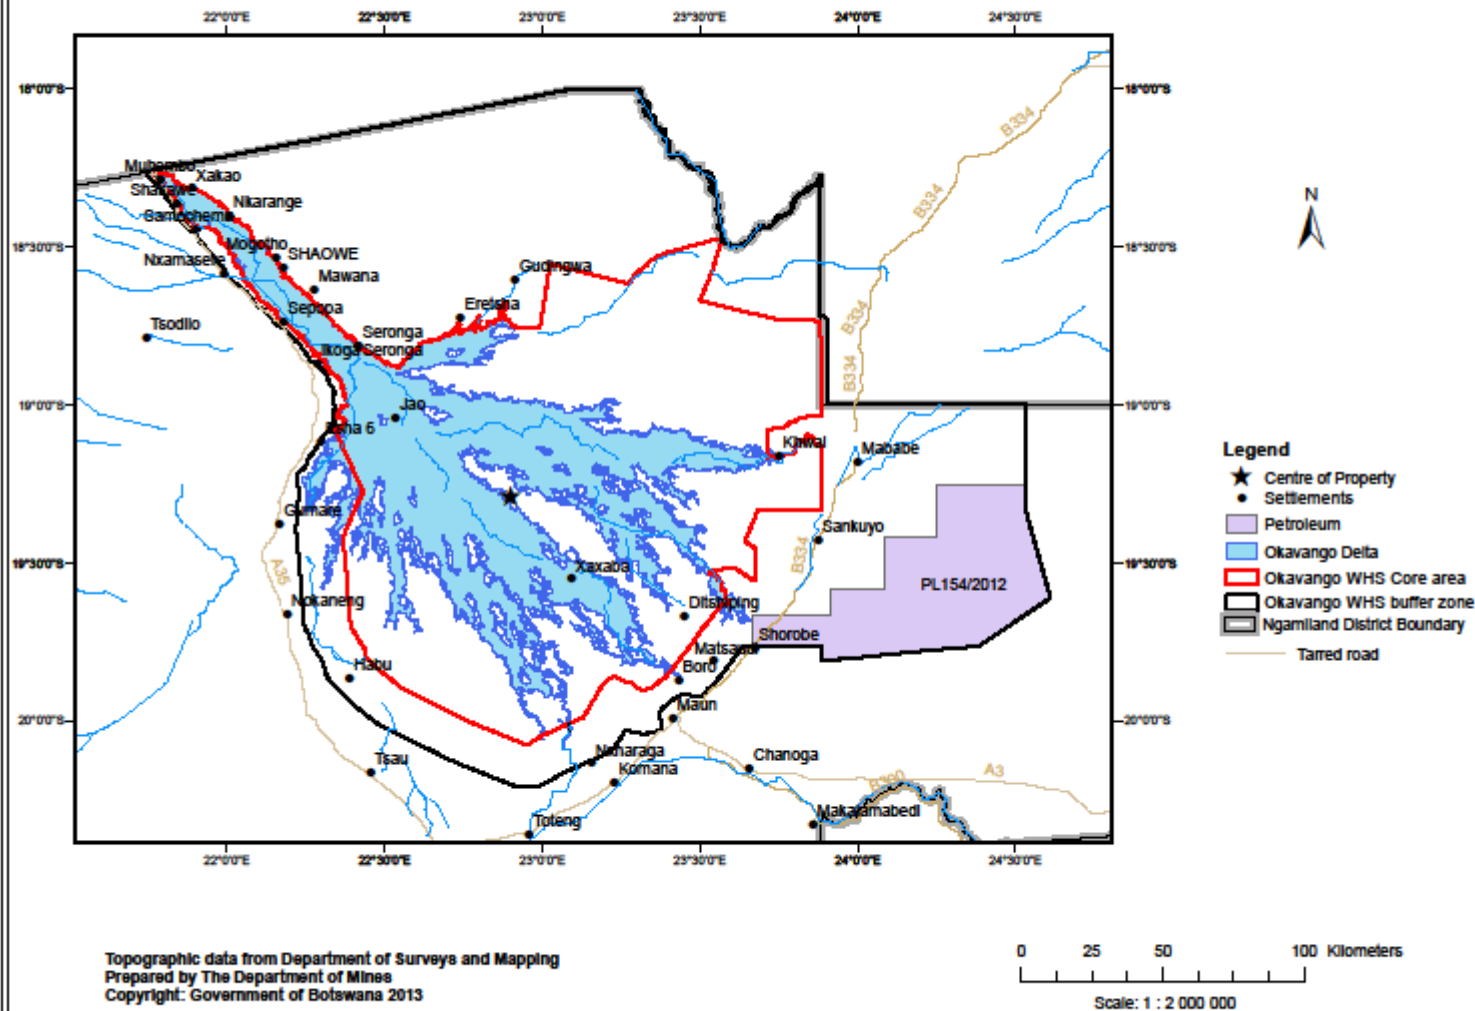 22°0'0"E 22°30'0"E 23°0'0"E 23°30'0"E 24°0'0"E 24°30'0"E
18°0'0"S 18°0'0"S
B334
Muhembo
Xakao
Shakawe
Nkarange
B334
N
Samochema
Mogotho
18°30'0"S 18°30'0"S
SHAOWE
Nxamasele
Gudingwa
Mawana
Eretsha
Sepopa
B334
Tsodilo
Seronga
Ikoga Seronga
B334
19°0'0"S Jao 19°0'0"S
Etsha 6
Khwai
Mababe
Legend
Centre of Property
Settlements
Gumare
Petroleum
Sankuyo
Okavango Delta
19°30'0"S A35 Xaxaba B334 19°30'0"S
Okavango WHS Core area
PL154/2012
Nokaneng
Ditshiping
Okavango WHS buffer zone
Ngamiland District Boundary
Shorobe
Matsaudi
Tarred road
Habu
Boro
Maun
20°0'0"S 20°0'0"S
Tsau
Nxharaga
Chanoga
Komana
B300
A3
Makalamabedi
Toteng
22°0'0"E 22°30'0"E 23°0'0"E 23°30'0"E 24°0'0"E 24°30'0"E
Topographic data from Department of Surveys and Mapping
Prepared by The Department of Mines
Copyright: Government of Botswana 2013
0 25 50 100 Kilometers
Scale: 1 : 2 000 000